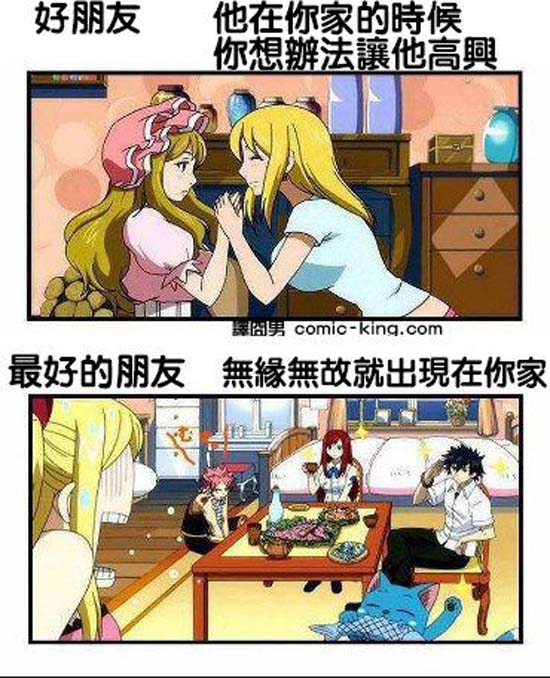 好朋友 他在你家的時候
你想辦法讓他高興
譯囧男 comic-king.com
最好的朋友 無緣無故就出現在你家